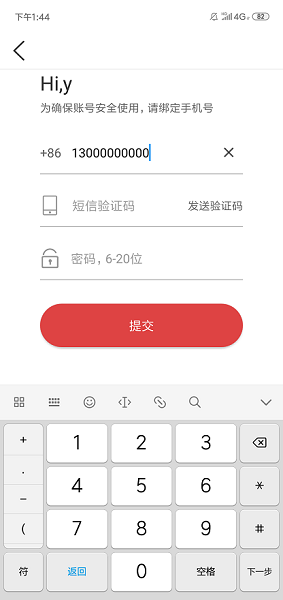 下午1:44
4G 82
Hi,y
为确保账号安全使用，请绑定手机号
+86 13000000000
短信验证码 发送验证码
密码，6-20位
提交
+ 1 2 3
. 4 5 6 *
- 7 8 9 #
(
符 返回 0 空格 下一步